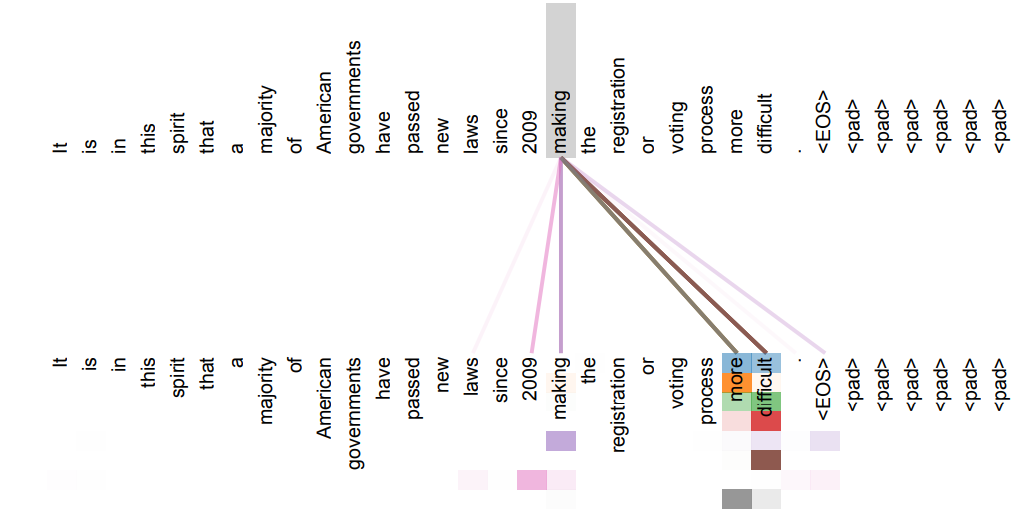 It is in this spirit that a majority of American governments have passed new laws since 2009 making the registration or voting process more difficult . <EOS> <pad> <pad> <pad> <pad> <pad> <pad>
It is in this spirit that a majority of American governments have passed new laws since 2009 making the registration or voting process more difficult . <EOS> <pad> <pad> <pad> <pad> <pad> <pad>